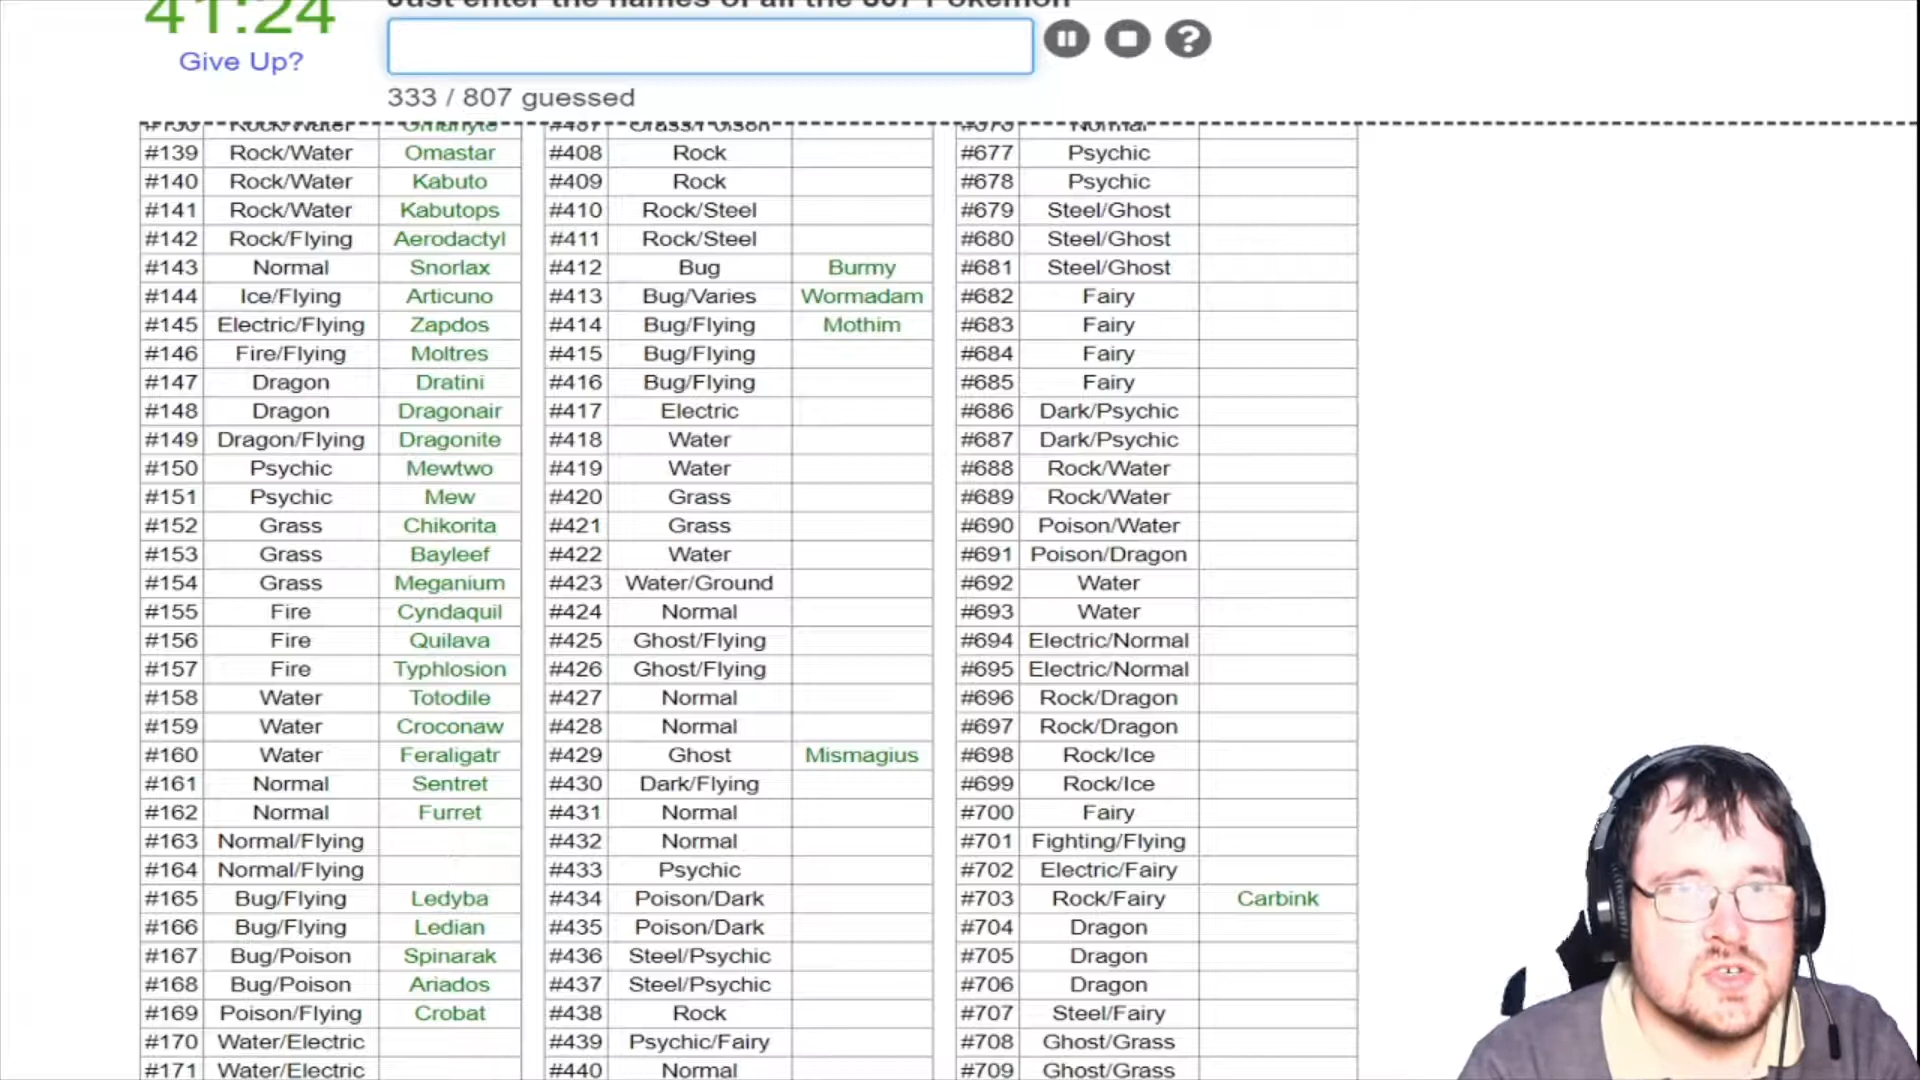 41:24
Just enter the names of all the 807 Pokémon
Give Up?
333 / 807 guessed
#139 Rock/Water Omastar #408 Rock #677 Psychic
#140 Rock/Water Kabuto #409 Rock #678 Psychic
#141 Rock/Water Kabutops #410 Rock/Steel #679 Steel/Ghost
#142 Rock/Flying Aerodactyl #411 Rock/Steel #680 Steel/Ghost
#143 Normal Snorlax #412 Bug Burmy #681 Steel/Ghost
#144 Ice/Flying Articuno #413 Bug/Varies Wormadam #682 Fairy
#145 Electric/Flying Zapdos #414 Bug/Flying Mothim #683 Fairy
#146 Fire/Flying Moltres #415 Bug/Flying #684 Fairy
#147 Dragon Dratini #416 Bug/Flying #685 Fairy
#148 Dragon Dragonair #417 Electric #686 Dark/Psychic
#149 Dragon/Flying Dragonite #418 Water #687 Dark/Psychic
#150 Psychic Mewtwo #419 Water #688 Rock/Water
#151 Psychic Mew #420 Grass #689 Rock/Water
#152 Grass Chikorita #421 Grass #690 Poison/Water
#153 Grass Bayleef #422 Water #691 Poison/Dragon
#154 Grass Meganium #423 Water/Ground #692 Water
#155 Fire Cyndaquil #424 Normal #693 Water
#156 Fire Quilava #425 Ghost/Flying #694 Electric/Normal
#157 Fire Typhlosion #426 Ghost/Flying #695 Electric/Normal
#158 Water Totodile #427 Normal #696 Rock/Dragon
#159 Water Croconaw #428 Normal #697 Rock/Dragon
#160 Water Feraligatr #429 Ghost Mismagius #698 Rock/Ice
#161 Normal Sentret #430 Dark/Flying #699 Rock/Ice
#162 Normal Furret #431 Normal #700 Fairy
#163 Normal/Flying #432 Normal #701 Fighting/Flying
#164 Normal/Flying #433 Psychic #702 Electric/Fairy
#165 Bug/Flying Ledyba #434 Poison/Dark #703 Rock/Fairy Carbink
#166 Bug/Flying Ledian #435 Poison/Dark #704 Dragon
#167 Bug/Poison Spinarak #436 Steel/Psychic #705 Dragon
#168 Bug/Poison Ariados #437 Steel/Psychic #706 Dragon
#169 Poison/Flying Crobat #438 Rock #707 Steel/Fairy
#170 Water/Electric #439 Psychic/Fairy #708 Ghost/Grass
#171 Water/Electric #440 Normal #709 Ghost/Grass